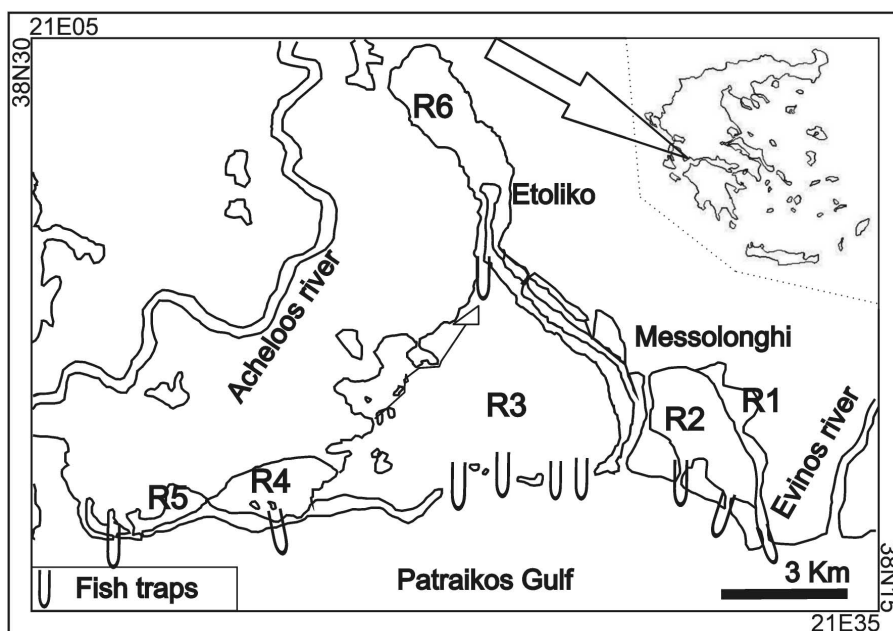 21E05
38N30
R6
Etoliko
Acheloos river
Messolonghi
R3
R2
R1
Evinos river
R5
R4
Fish traps
Patraikos Gulf
3 Km
38N15
21E35